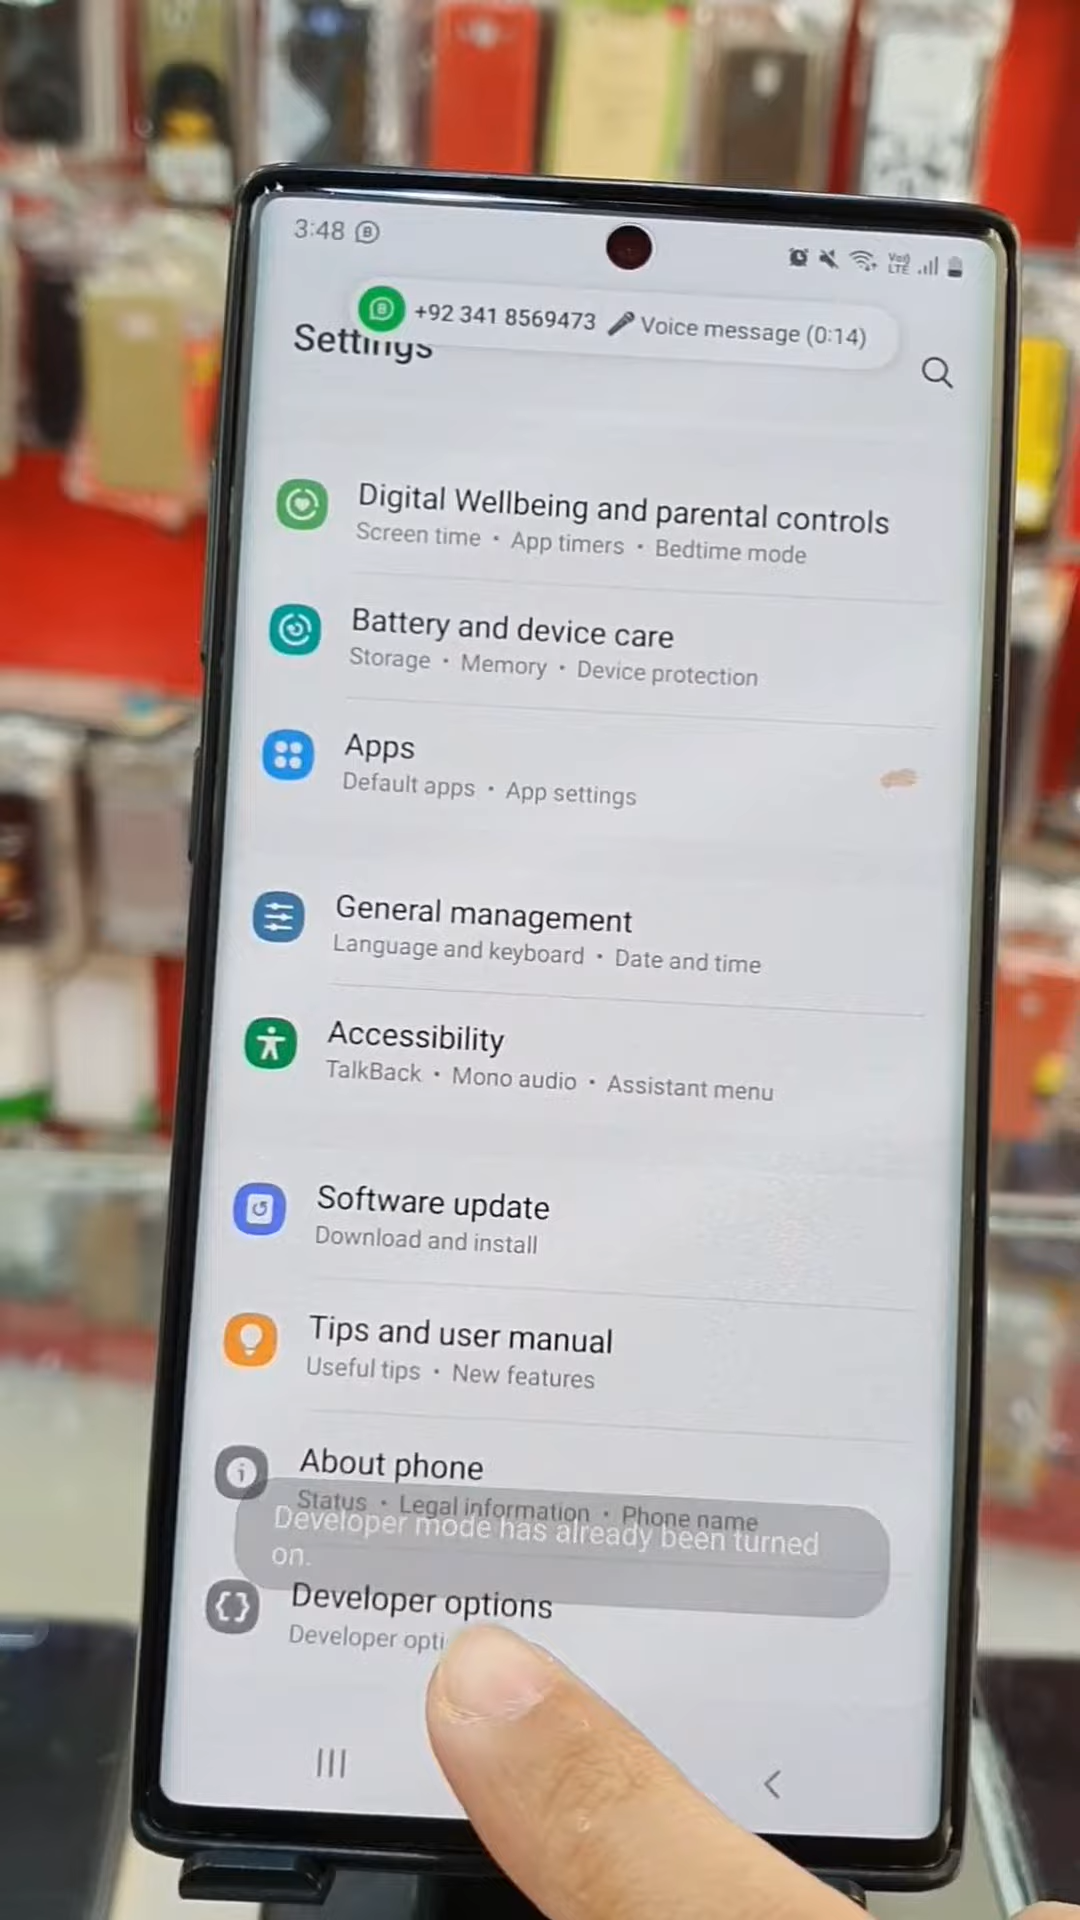 3:48
+92 341 8569473 Voice message (0:14)
Settings
Digital Wellbeing and parental controls
Screen time • App timers • Bedtime mode
Battery and device care
Storage • Memory • Device protection
Apps
Default apps • App settings
General management
Language and keyboard • Date and time
Accessibility
TalkBack • Mono audio • Assistant menu
Software update
Download and install
Tips and user manual
Useful tips • New features
About phone
Status • Legal information • Phone name
Developer mode has already been turned
on.
Developer options
Developer opti